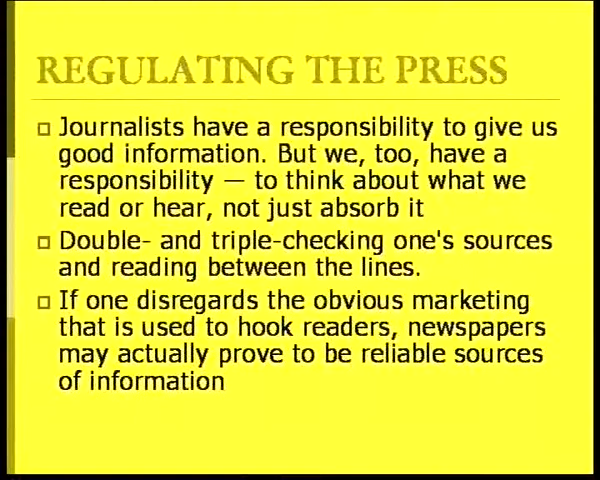 REGULATING THE PRESS
Journalists have a responsibility to give us
good information. But we, too, have a
responsibility — to think about what we
read or hear, not just absorb it
Double- and triple-checking one's sources
and reading between the lines.
If one disregards the obvious marketing
that is used to hook readers, newspapers
may actually prove to be reliable sources
of information